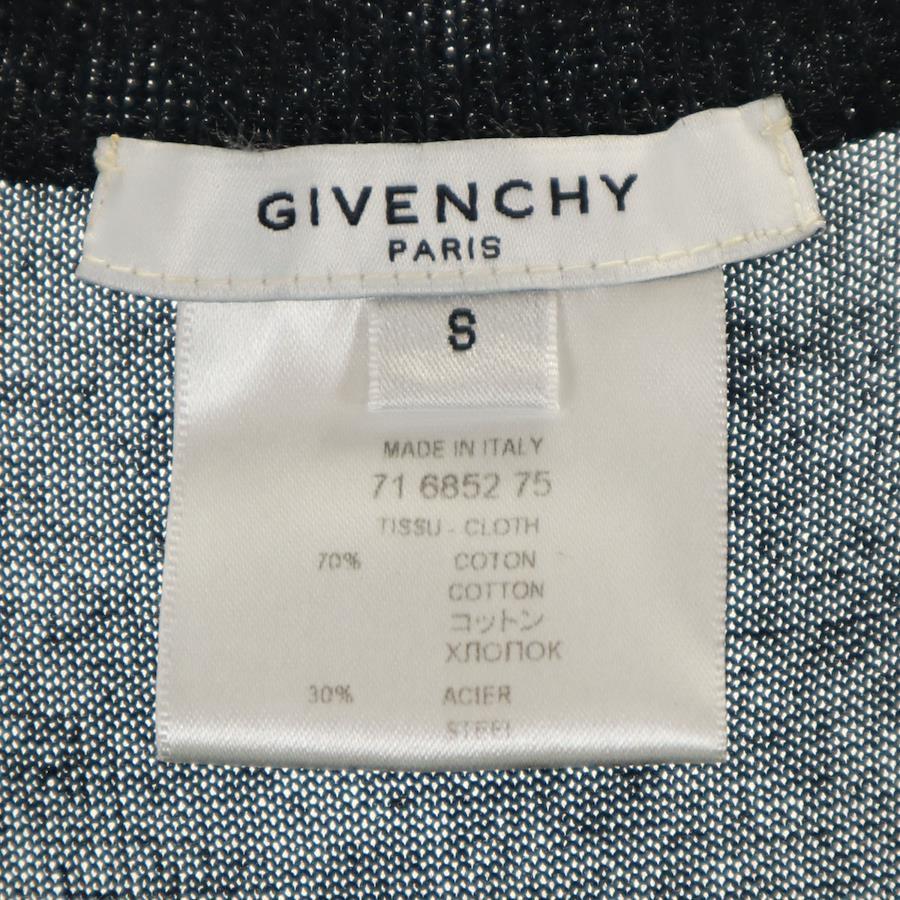 GIVENCHY
PARIS
S
MADE IN ITALY
71 6852 75
TISSU - CLOTH
70% COTON
COTTON
コットン
ХЛОПОК
30% ACIER
STEEL